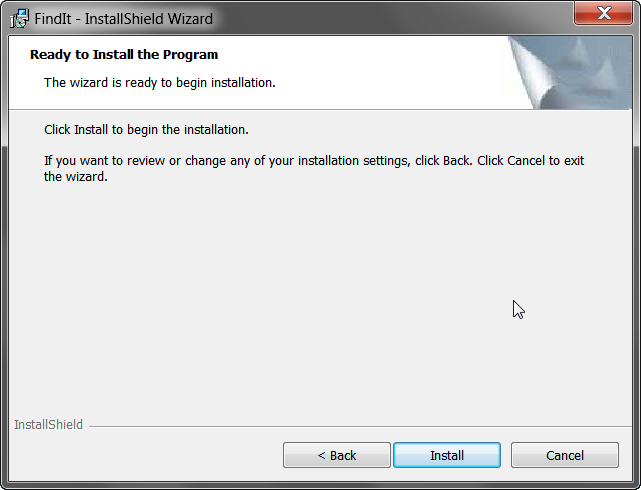 FindIt - InstallShield Wizard
Ready to Install the Program
The wizard is ready to begin installation.
Click Install to begin the installation.
If you want to review or change any of your installation settings, click Back. Click Cancel to exit
the wizard.
InstallShield
< Back
Install
Cancel